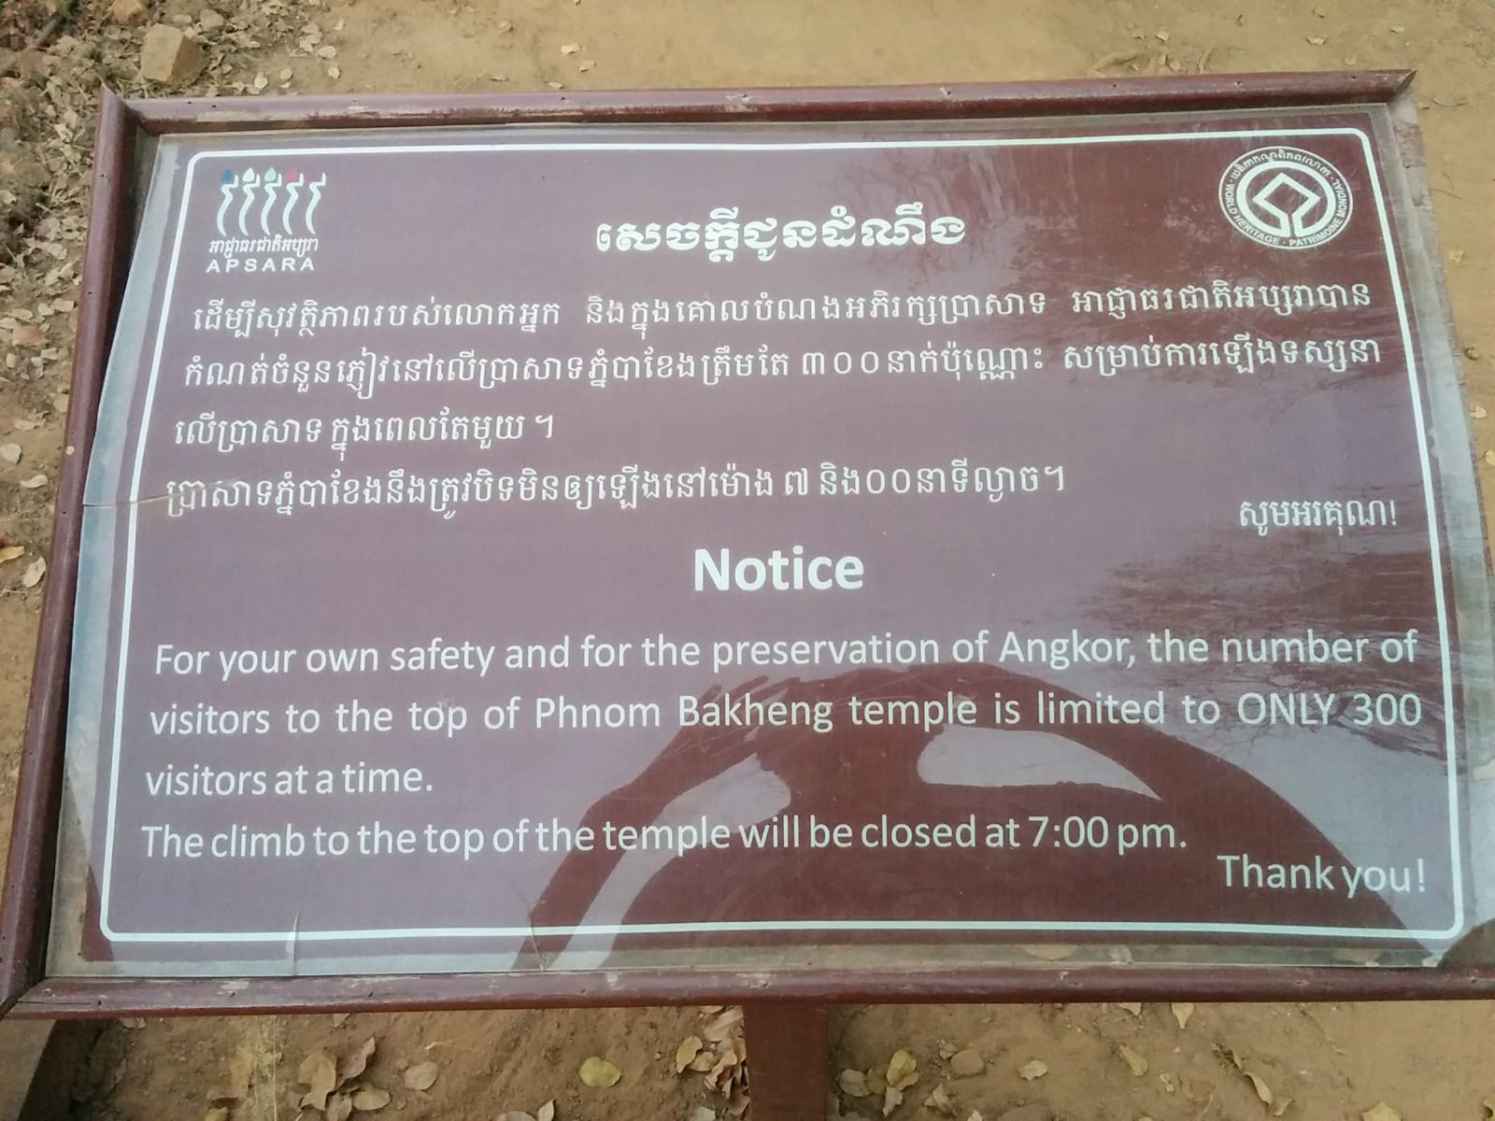 អាជ្ញាធរជាតិអប្សរា
APSARA
WORLD HERITAGE · PATRIMOINE MONDIAL
សេចក្តីជូនដំណឹង
ដើម្បីសុវត្ថិភាពរបស់លោកអ្នក និងក្នុងគោលបំណងអភិរក្សប្រាសាទ អាជ្ញាធរជាតិអប្សរាបាន
កំណត់ចំនួនភ្ញៀវនៅលើប្រាសាទភ្នំបាខែងត្រឹមតែ ៣០០នាក់ប៉ុណ្ណោះ សម្រាប់ការឡើងទស្សនា
លើប្រាសាទ ក្នុងពេលតែមួយ ។
ប្រាសាទភ្នំបាខែងនឹងត្រូវបិទមិនឲ្យឡើងនៅម៉ោង ៧ និង០០នាទីល្ងាច។
សូមអរគុណ!
Notice
For your own safety and for the preservation of Angkor, the number of
visitors to the top of Phnom Bakheng temple is limited to ONLY 300
visitors at a time.
The climb to the top of the temple will be closed at 7:00 pm.
Thank you!